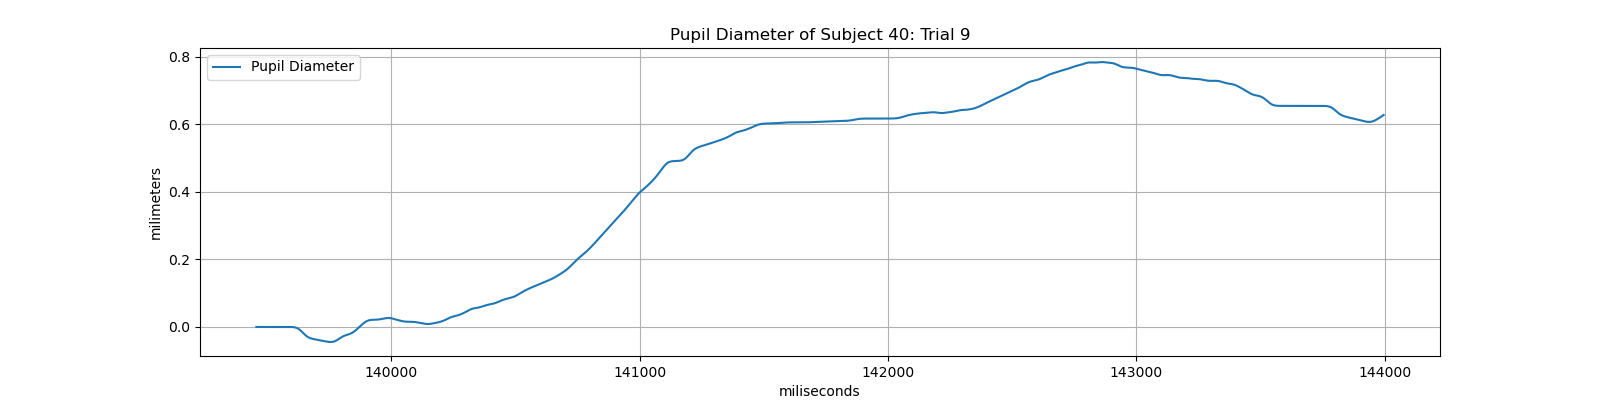 Pupil Diameter of Subject 40: Trial 9
Pupil Diameter
0.8
0.6
0.4
0.2
0.0
milimeters
140000
141000
142000
143000
144000
miliseconds